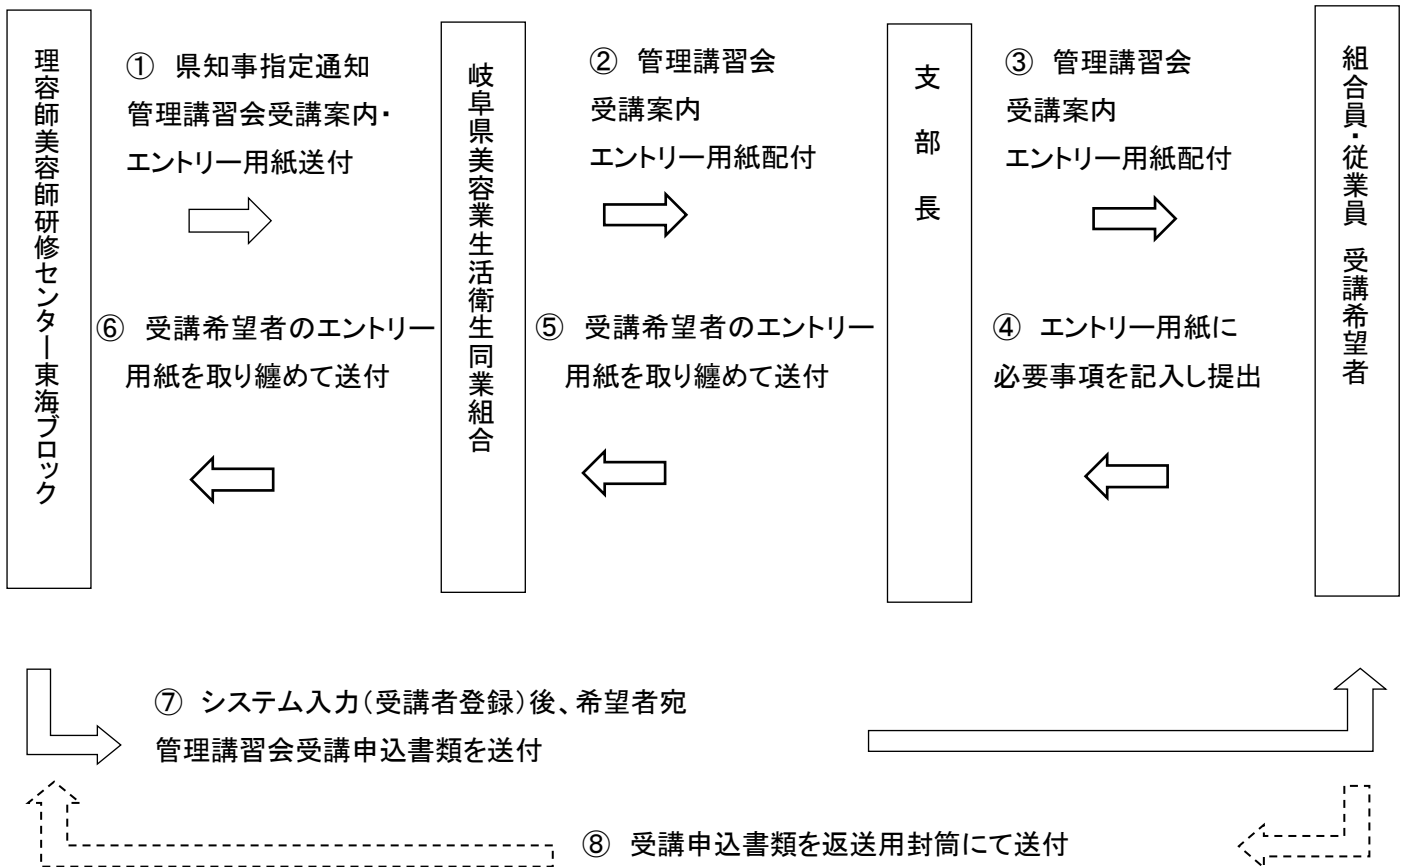 理容師美容師研修センター東海ブロック
① 県知事指定通知
管理講習会受講案内・
エントリー用紙送付
⑥ 受講希望者のエントリー
用紙を取り纏めて送付
岐阜県美容業生活衛生同業組合
② 管理講習会
受講案内
エントリー用紙配付
⑤ 受講希望者のエントリー
用紙を取り纏めて送付
支部長
③ 管理講習会
受講案内
エントリー用紙配付
④ エントリー用紙に
必要事項を記入し提出
組合員・従業員 受講希望者
⑦ システム入力(受講者登録)後、希望者宛
管理講習会受講申込書類を送付
⑧ 受講申込書類を返送用封筒にて送付